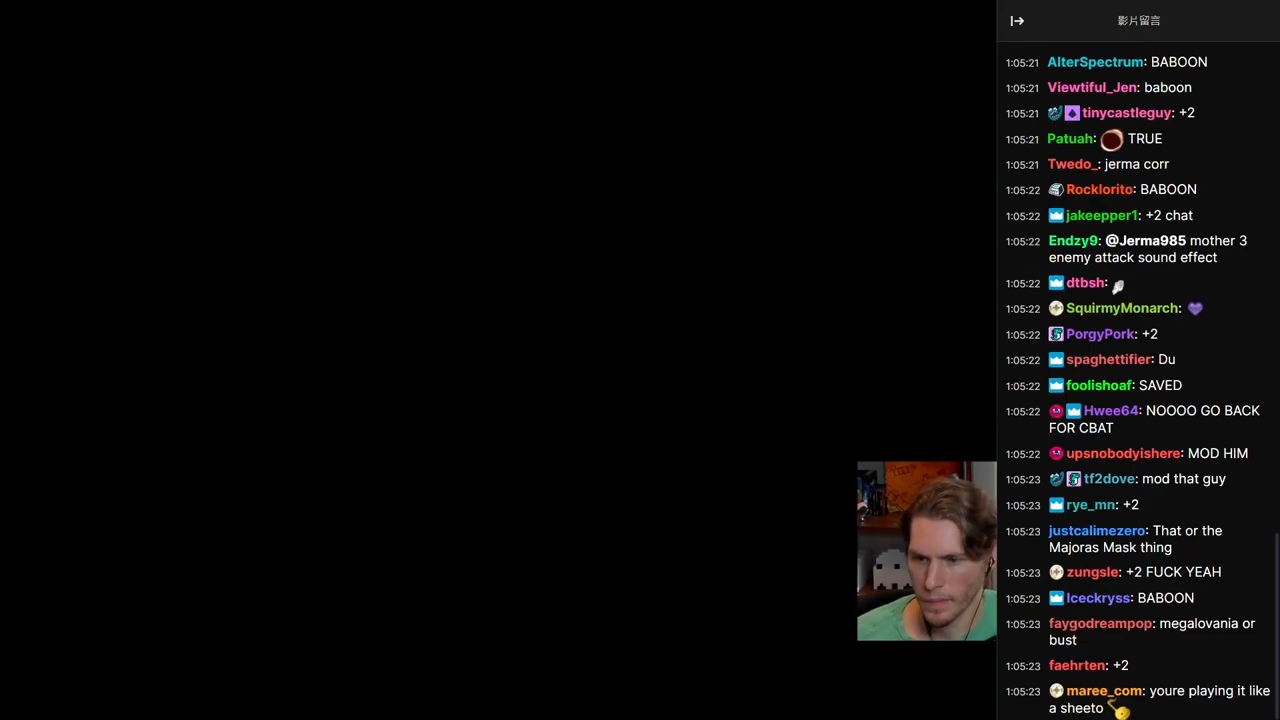 影片留言
1:05:21 AlterSpectrum: BABOON
1:05:21 Viewtiful_Jen: baboon
1:05:21 tinycastleguy: +2
1:05:21 Patuah: TRUE
1:05:21 Twedo_: jerma corr
1:05:22 Rocklorito: BABOON
1:05:22 jakeepper1: +2 chat
1:05:22 Endzy9: @Jerma985 mother 3
enemy attack sound effect
1:05:22 dtbsh:
1:05:22 SquirmyMonarch:
1:05:22 PorgyPork: +2
1:05:22 spaghettifier: Du
1:05:22 foolishoaf: SAVED
1:05:22 Hwee64: NOOOO GO BACK
FOR CBAT
1:05:22 upsnobodyishere: MOD HIM
1:05:23 tf2dove: mod that guy
1:05:23 rye_mn: +2
1:05:23 justcalimezero: That or the
Majoras Mask thing
1:05:23 zungsle: +2 FUCK YEAH
1:05:23 Iceckryss: BABOON
1:05:23 faygodreampop: megalovania or
bust
1:05:23 faehrten: +2
1:05:23 maree_com: youre playing it like
a sheeto